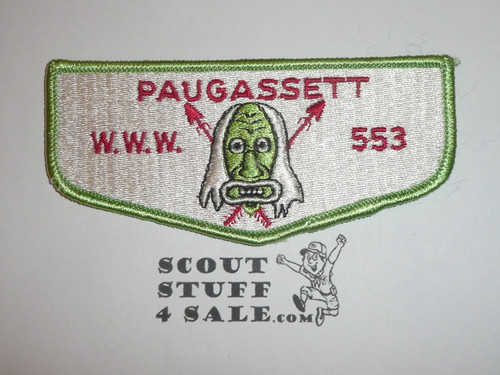 PAUGASSETT
W.W.W. 553
SCOUT
STUFF
4 SALE.COM